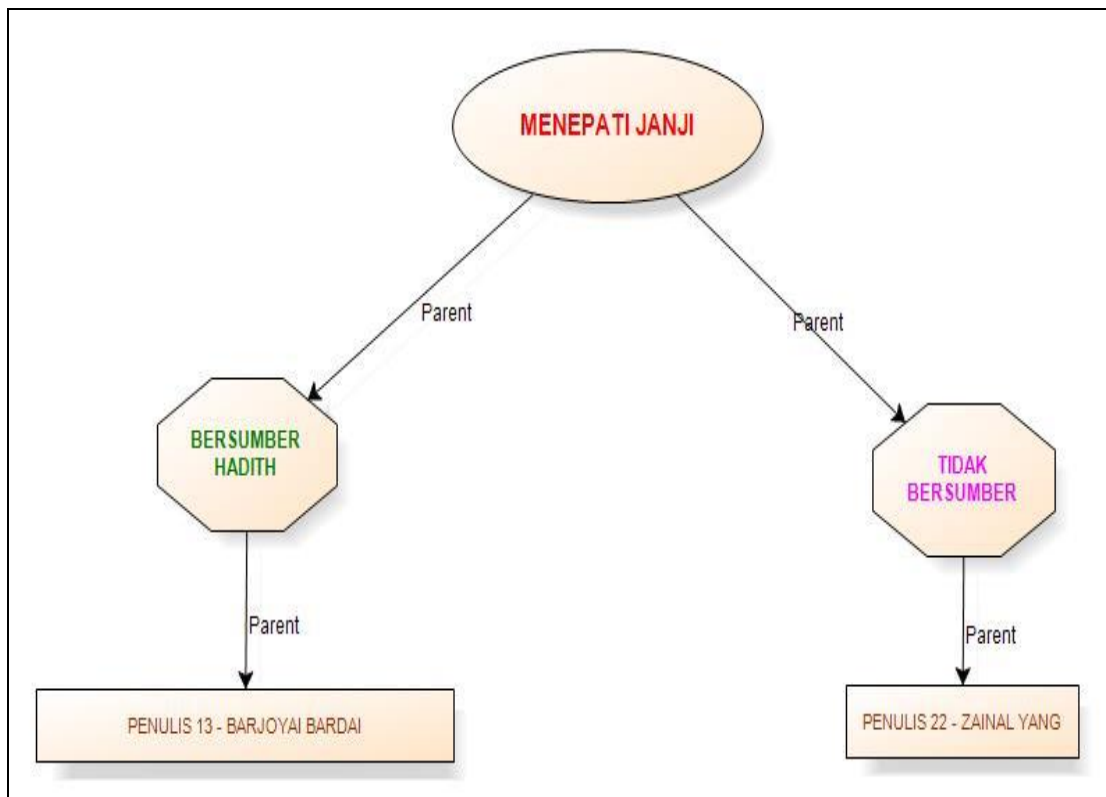 MENEPATI JANJI
Parent
Parent
BERSUMBER
HADITH
TIDAK
BERSUMBER
Parent
Parent
PENULIS 13 - BARJOYAI BARDAI
PENULIS 22 - ZAINAL YANG